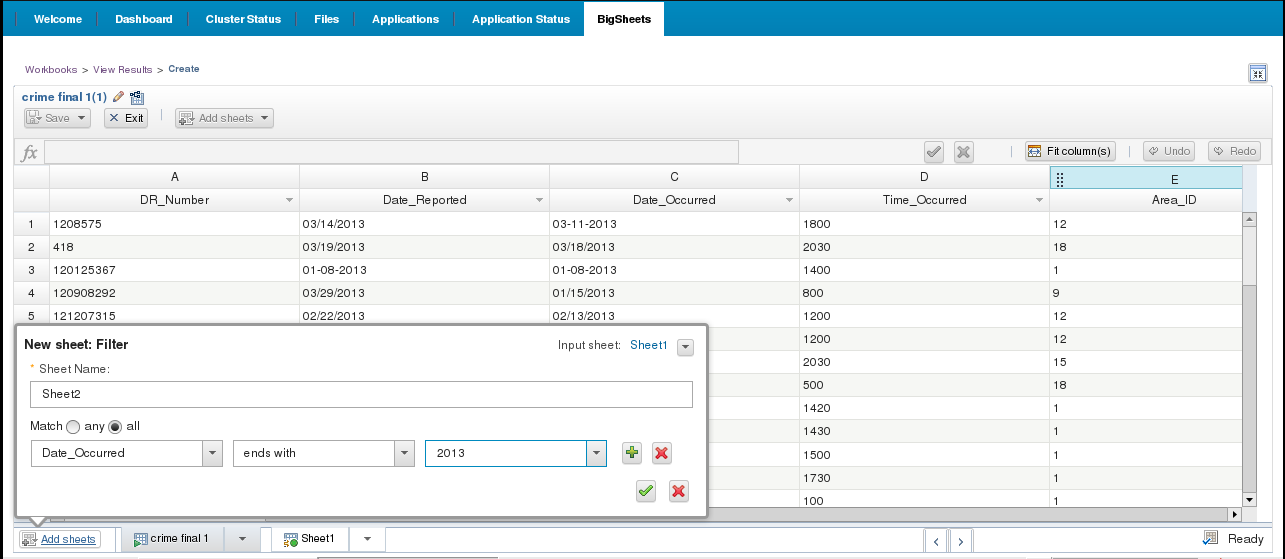 Welcome Dashboard Cluster Status Files Applications Application Status BigSheets
Workbooks > View Results > Create
crime final 1(1)
Save Exit Add sheets
fx Fit column(s) Undo Redo
A B C D E
DR_Number Date_Reported Date_Occurred Time_Occurred Area_ID
1 1208575 03/14/2013 03-11-2013 1800 12
2 418 03/19/2013 03/18/2013 2030 18
3 120125367 01-08-2013 01-08-2013 1400 1
4 120908292 03/29/2013 01/15/2013 800 9
5 121207315 02/22/2013 02/13/2013 1200 12
1200 12
2030 15
500 18
1420 1
1430 1
1500 1
1730 1
100 1
New sheet: Filter Input sheet: Sheet1
* Sheet Name:
Sheet2
Match any all
Date_Occurred ends with 2013
Add sheets crime final 1 Sheet1 < > Ready